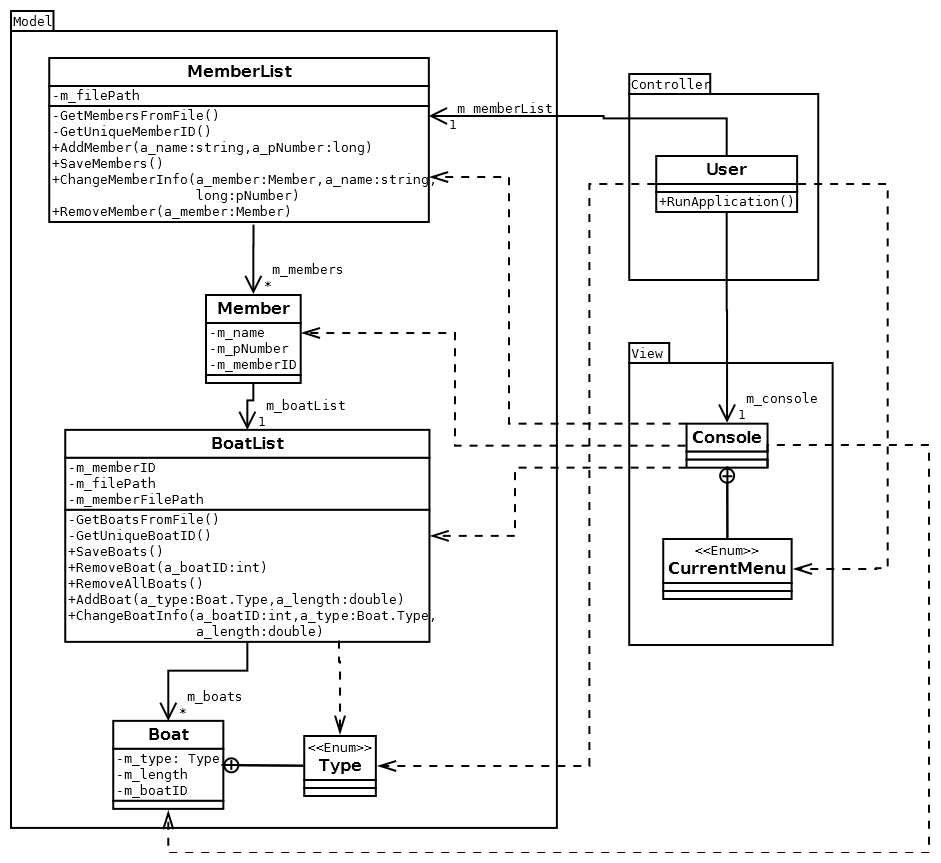 Model
MemberList
-m_filePath
-GetMembersFromFile()
-GetUniqueMemberID()
+AddMember(a_name:string,a_pNumber:long)
+SaveMembers()
+ChangeMemberInfo(a_member:Member,a_name:string,
long:pNumber)
+RemoveMember(a_member:Member)
m_members
*
Member
-m_name
-m_pNumber
-m_memberID
m_boatList
1
BoatList
-m_memberID
-m_filePath
-m_memberFilePath
-GetBoatsFromFile()
-GetUniqueBoatID()
+SaveBoats()
+RemoveBoat(a_boatID:int)
+RemoveAllBoats()
+AddBoat(a_type:Boat.Type,a_length:double)
+ChangeBoatInfo(a_boatID:int,a_type:Boat.Type,
a_length:double)
m_boats
*
Boat
-m_type: Type
-m_length
-m_boatID
<<Enum>>
Type
m_memberList
1
Controller
User
+RunApplication()
View
m_console
1
Console
<<Enum>>
CurrentMenu